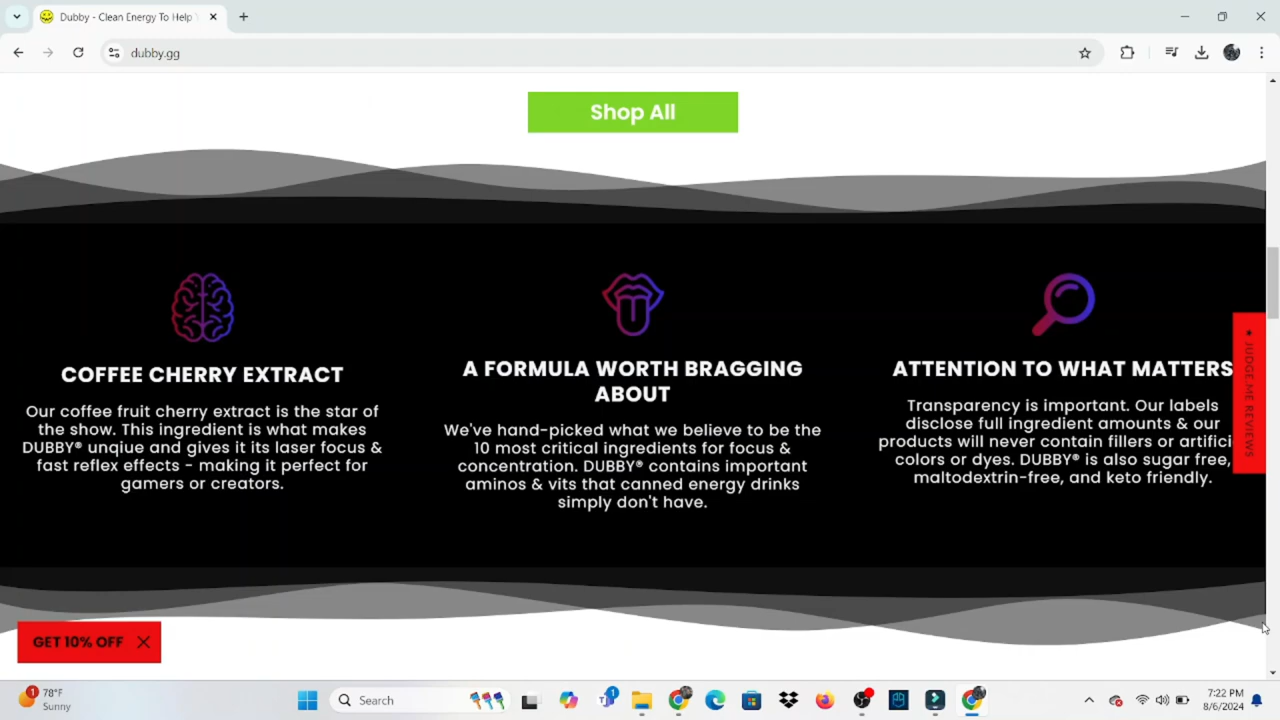 Dubby - Clean Energy To Help
dubby.gg
Shop All
COFFEE CHERRY EXTRACT
Our coffee fruit cherry extract is the star of
the show. This ingredient is what makes
DUBBY® unqiue and gives it its laser focus &
fast reflex effects - making it perfect for
gamers or creators.
A FORMULA WORTH BRAGGING
ABOUT
We've hand-picked what we believe to be the
10 most critical ingredients for focus &
concentration. DUBBY® contains important
aminos & vits that canned energy drinks
simply don't have.
ATTENTION TO WHAT MATTERS
Transparency is important. Our labels
disclose full ingredient amounts & our
products will never contain fillers or artifici
colors or dyes. DUBBY® is also sugar free,
maltodextrin-free, and keto friendly.
★ JUDGE.ME REVIEWS
GET 10% OFF
1
78°F
Sunny
Search
1
7:22 PM
8/6/2024